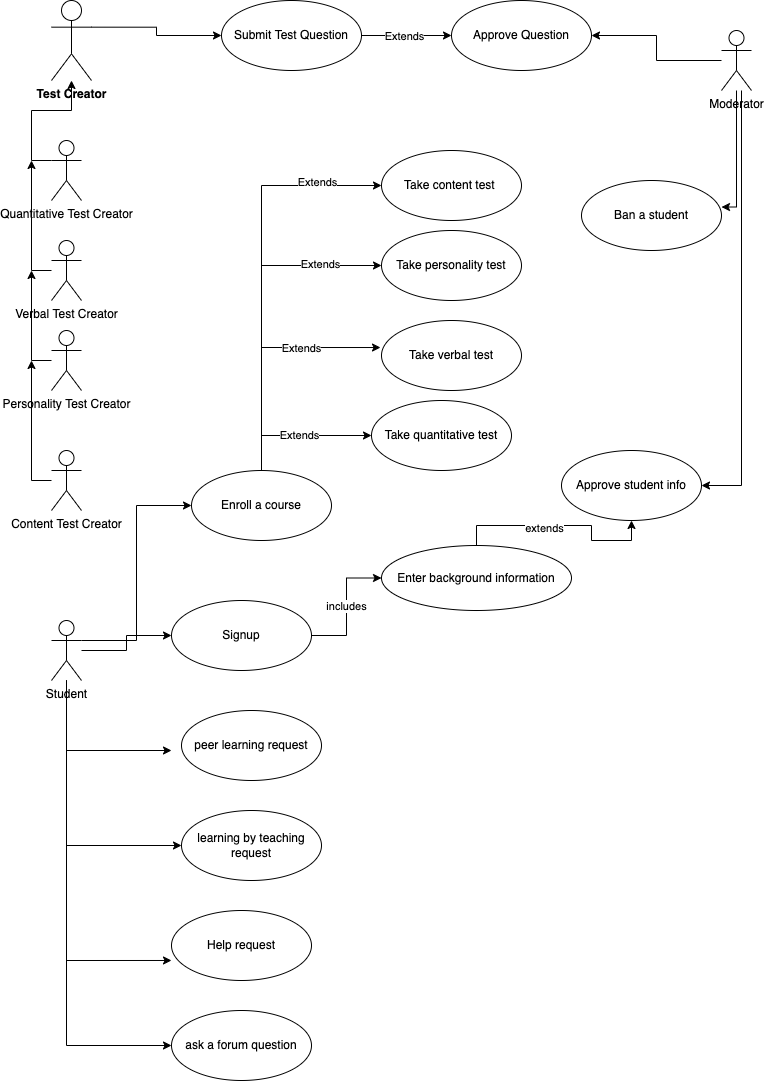 Submit Test Question
Extends
Approve Question
Test Creator
Moderator
Quantitative Test Creator
Extends
Take content test
Ban a student
Extends
Take personality test
Verbal Test Creator
Extends
Take verbal test
Personality Test Creator
Extends
Take quantitative test
Content Test Creator
Enroll a course
Approve student info
extends
Enter background information
includes
Signup
Student
peer learning request
learning by teaching
request
Help request
ask a forum question